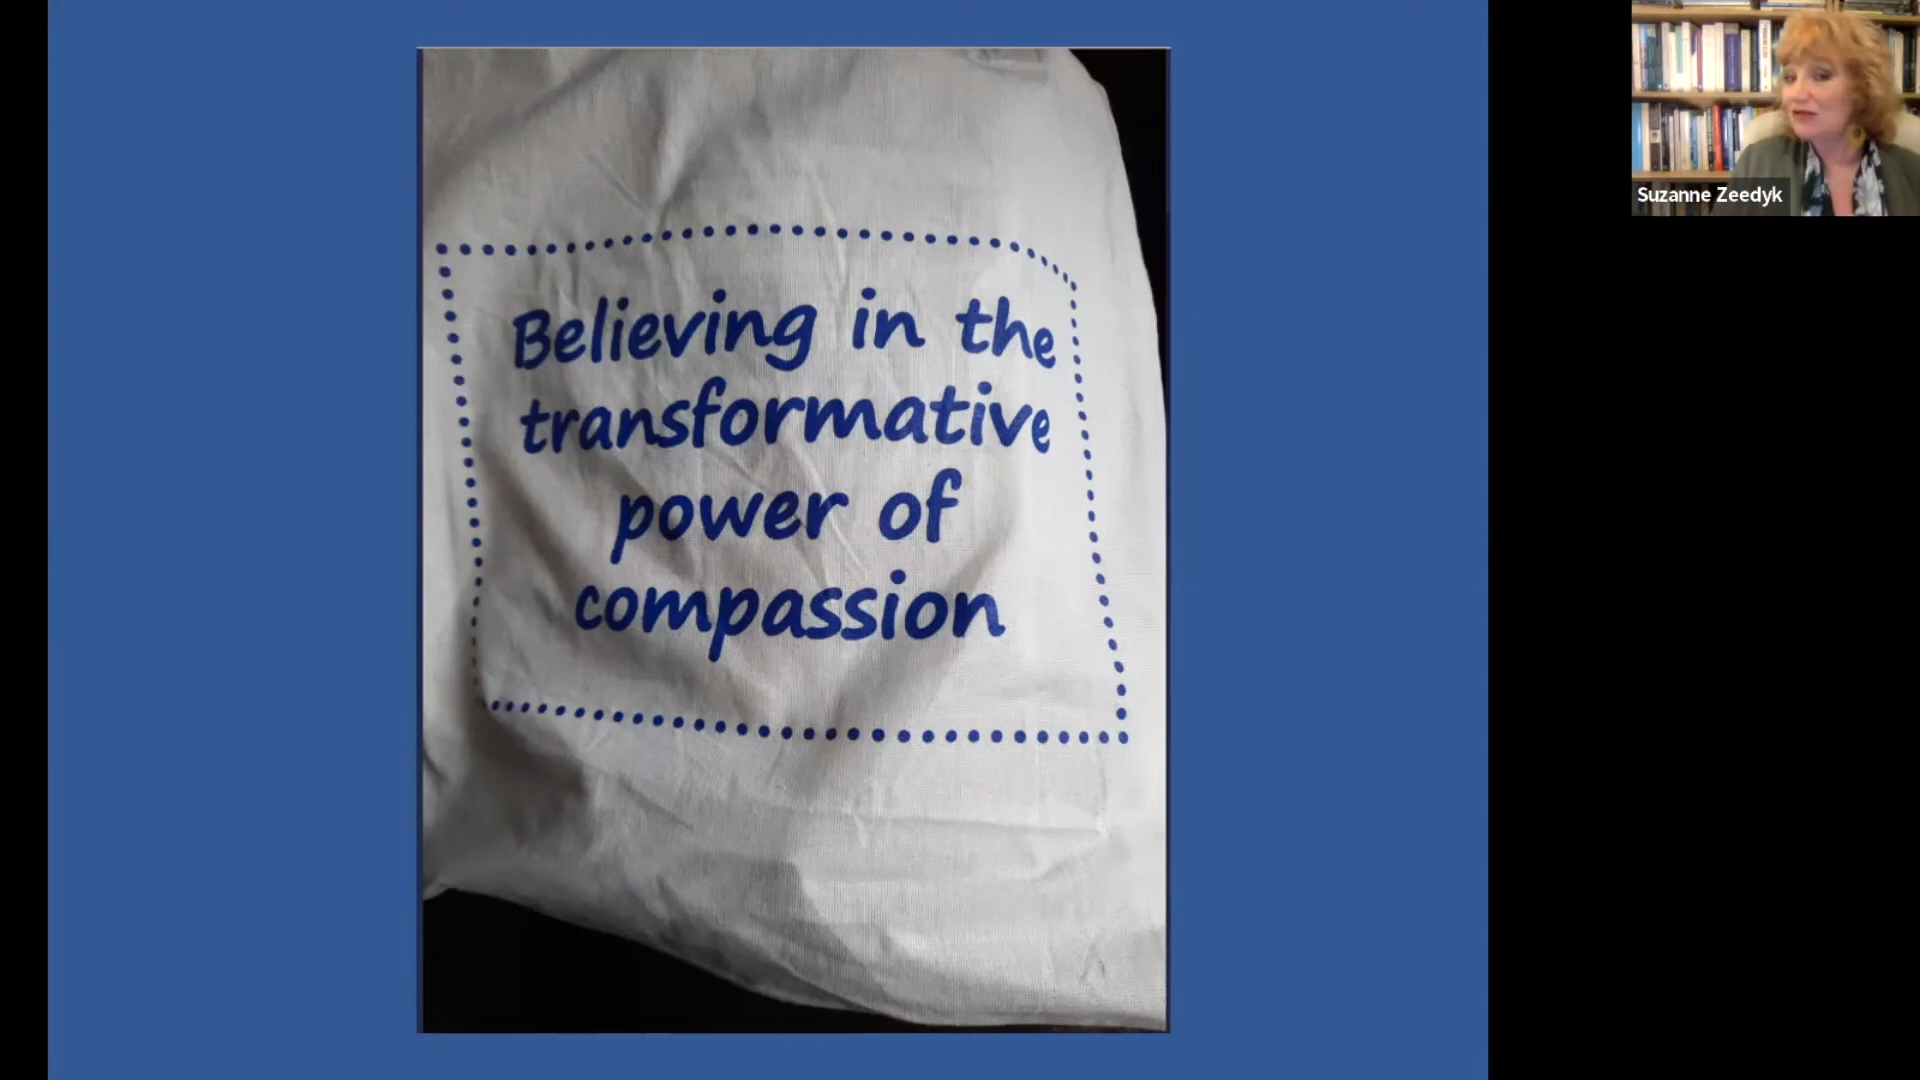 Believing in the
transformative
power of
compassion
Suzanne Zeedyk